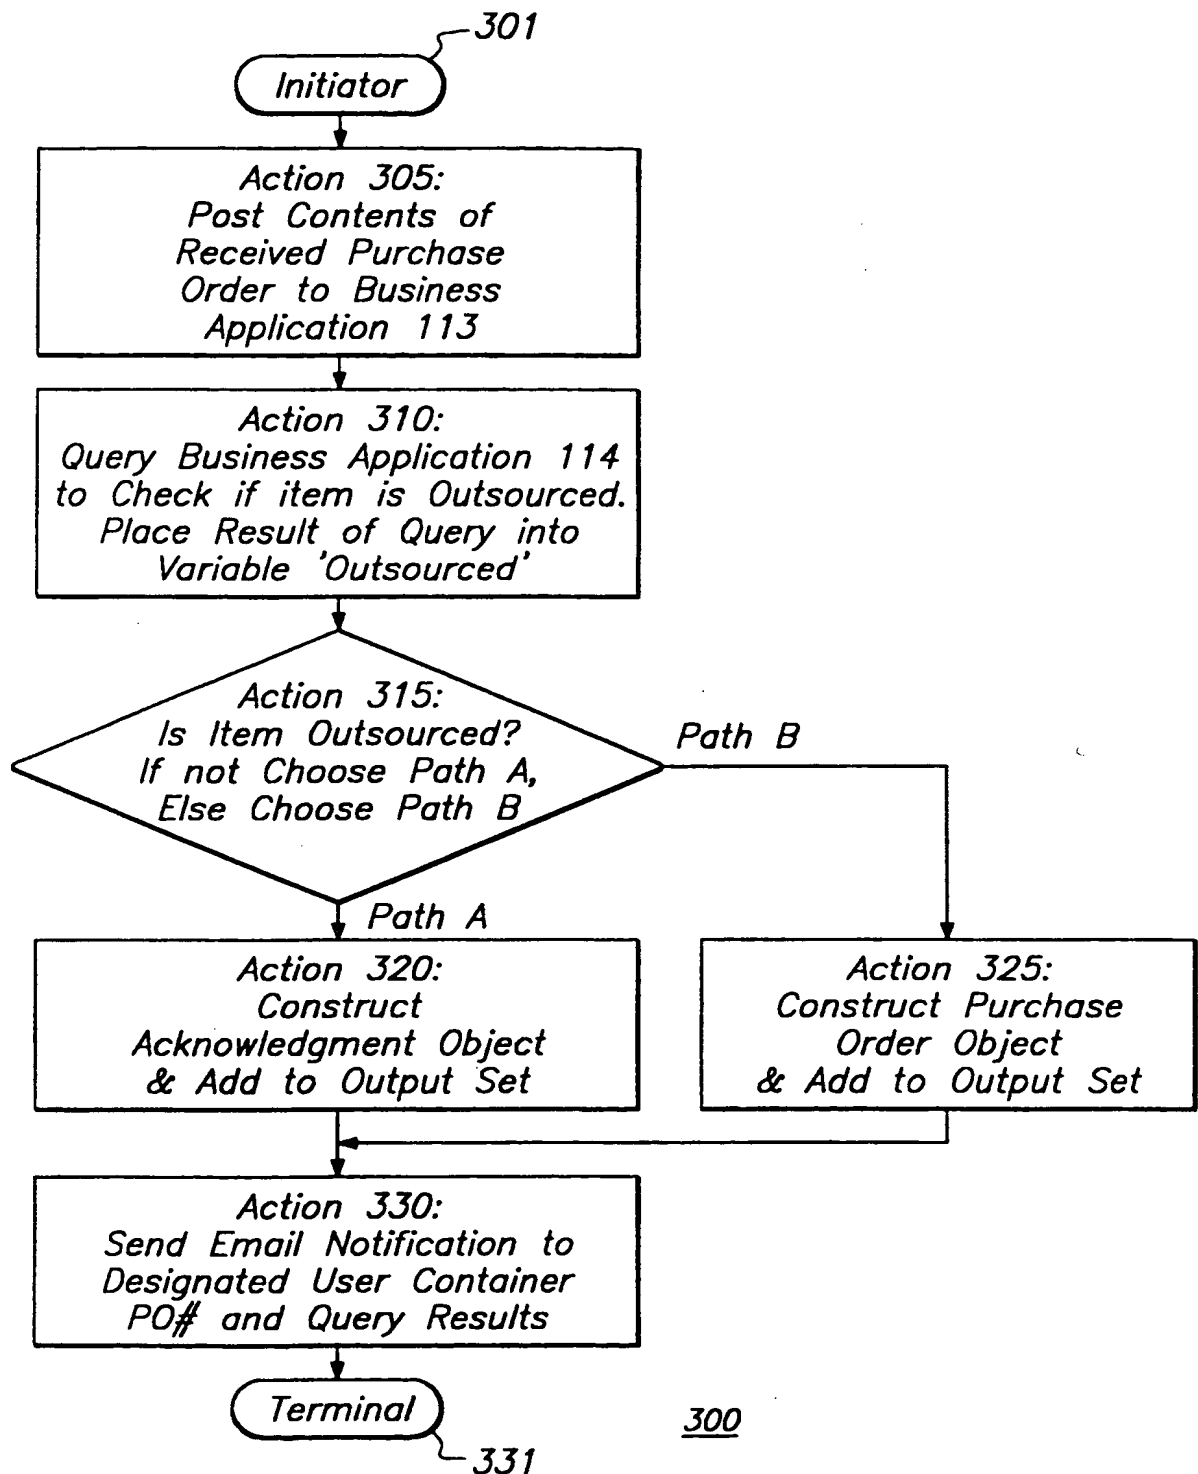 301
Initiator
Action 305:
Post Contents of
Received Purchase
Order to Business
Application 113
Action 310:
Query Business Application 114
to Check if item is Outsourced.
Place Result of Query into
Variable 'Outsourced'
Action 315:
Is Item Outsourced?
If not Choose Path A,
Else Choose Path B
Path B
Path A
Action 320:
Construct
Acknowledgment Object
& Add to Output Set
Action 325:
Construct Purchase
Order Object
& Add to Output Set
Action 330:
Send Email Notification to
Designated User Container
PO# and Query Results
Terminal
300
331